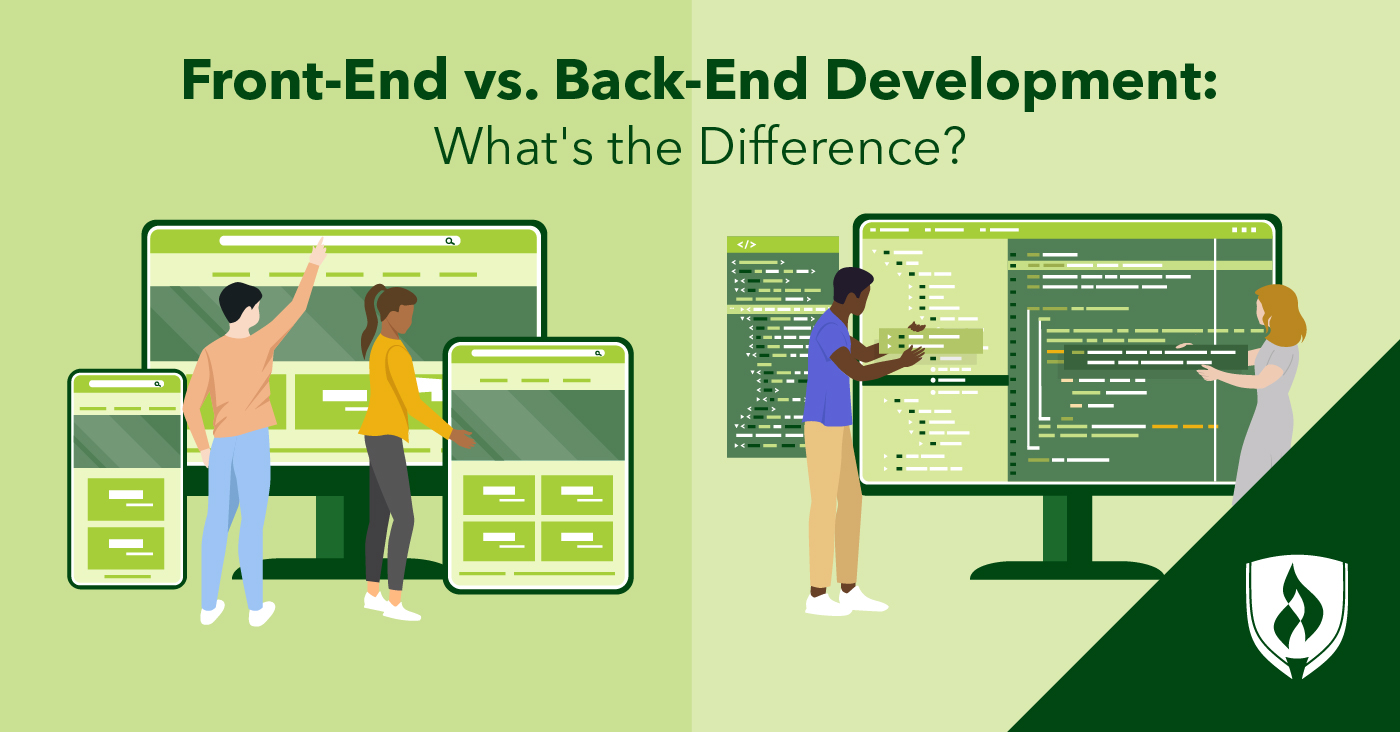 Front-End vs. Back-End Development:
What's the Difference?
</>